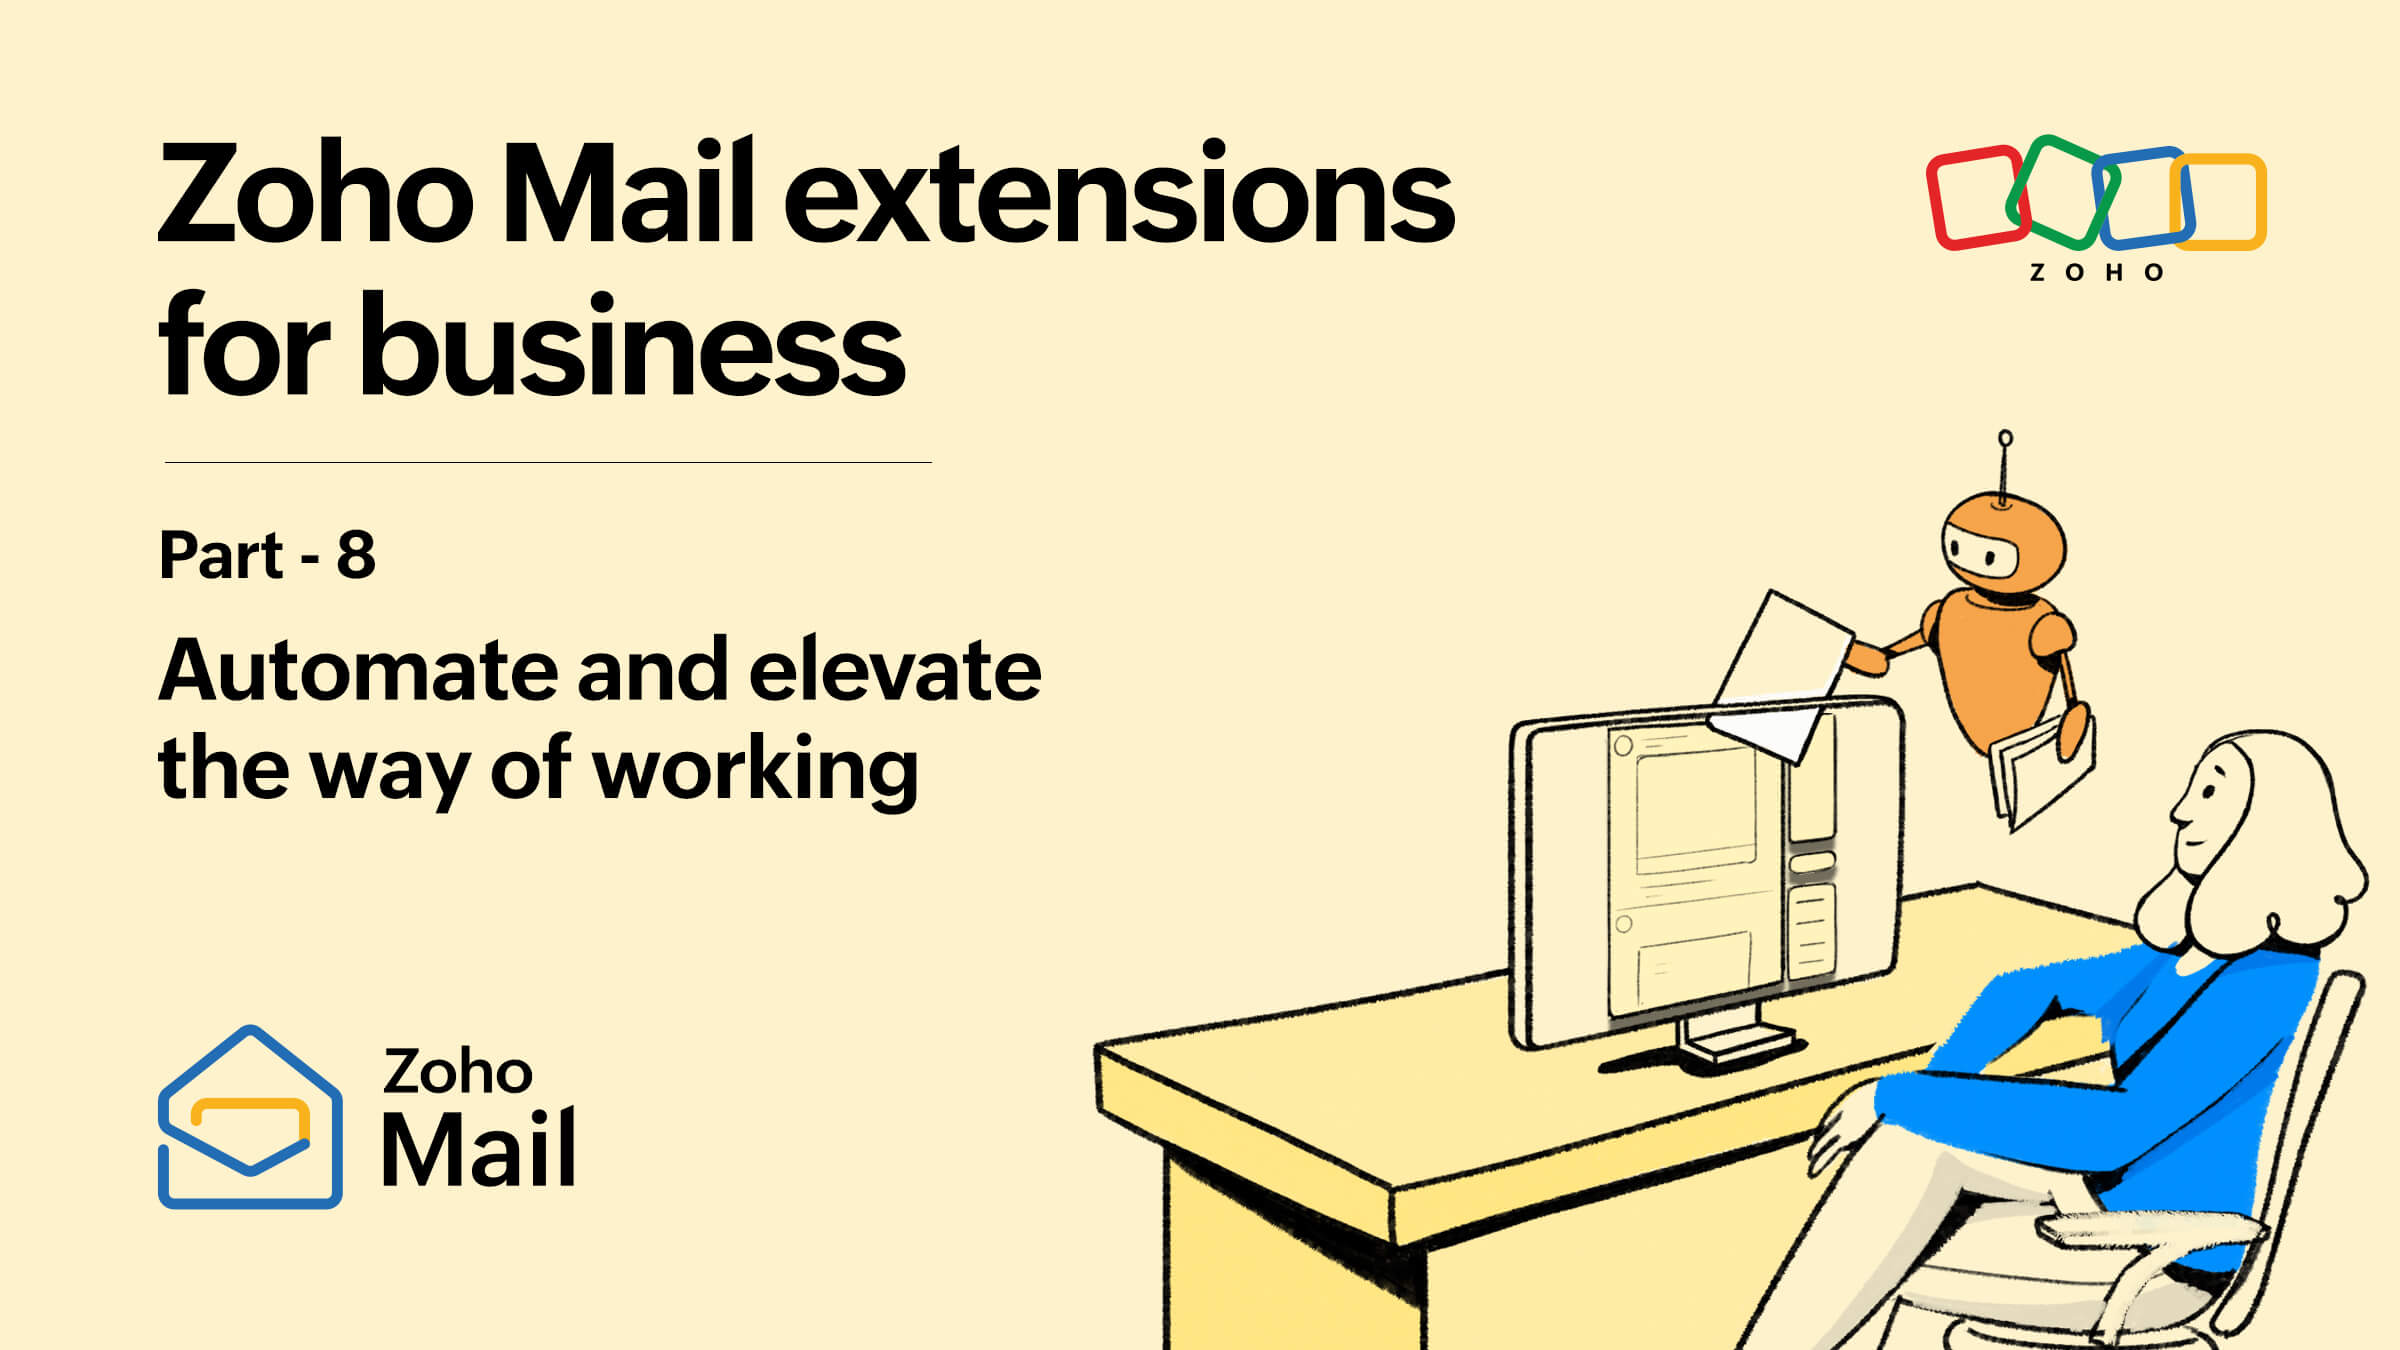 Zoho Mail extensions
for business
ZOHO
Part - 8
Automate and elevate
the way of working
Zoho
Mail